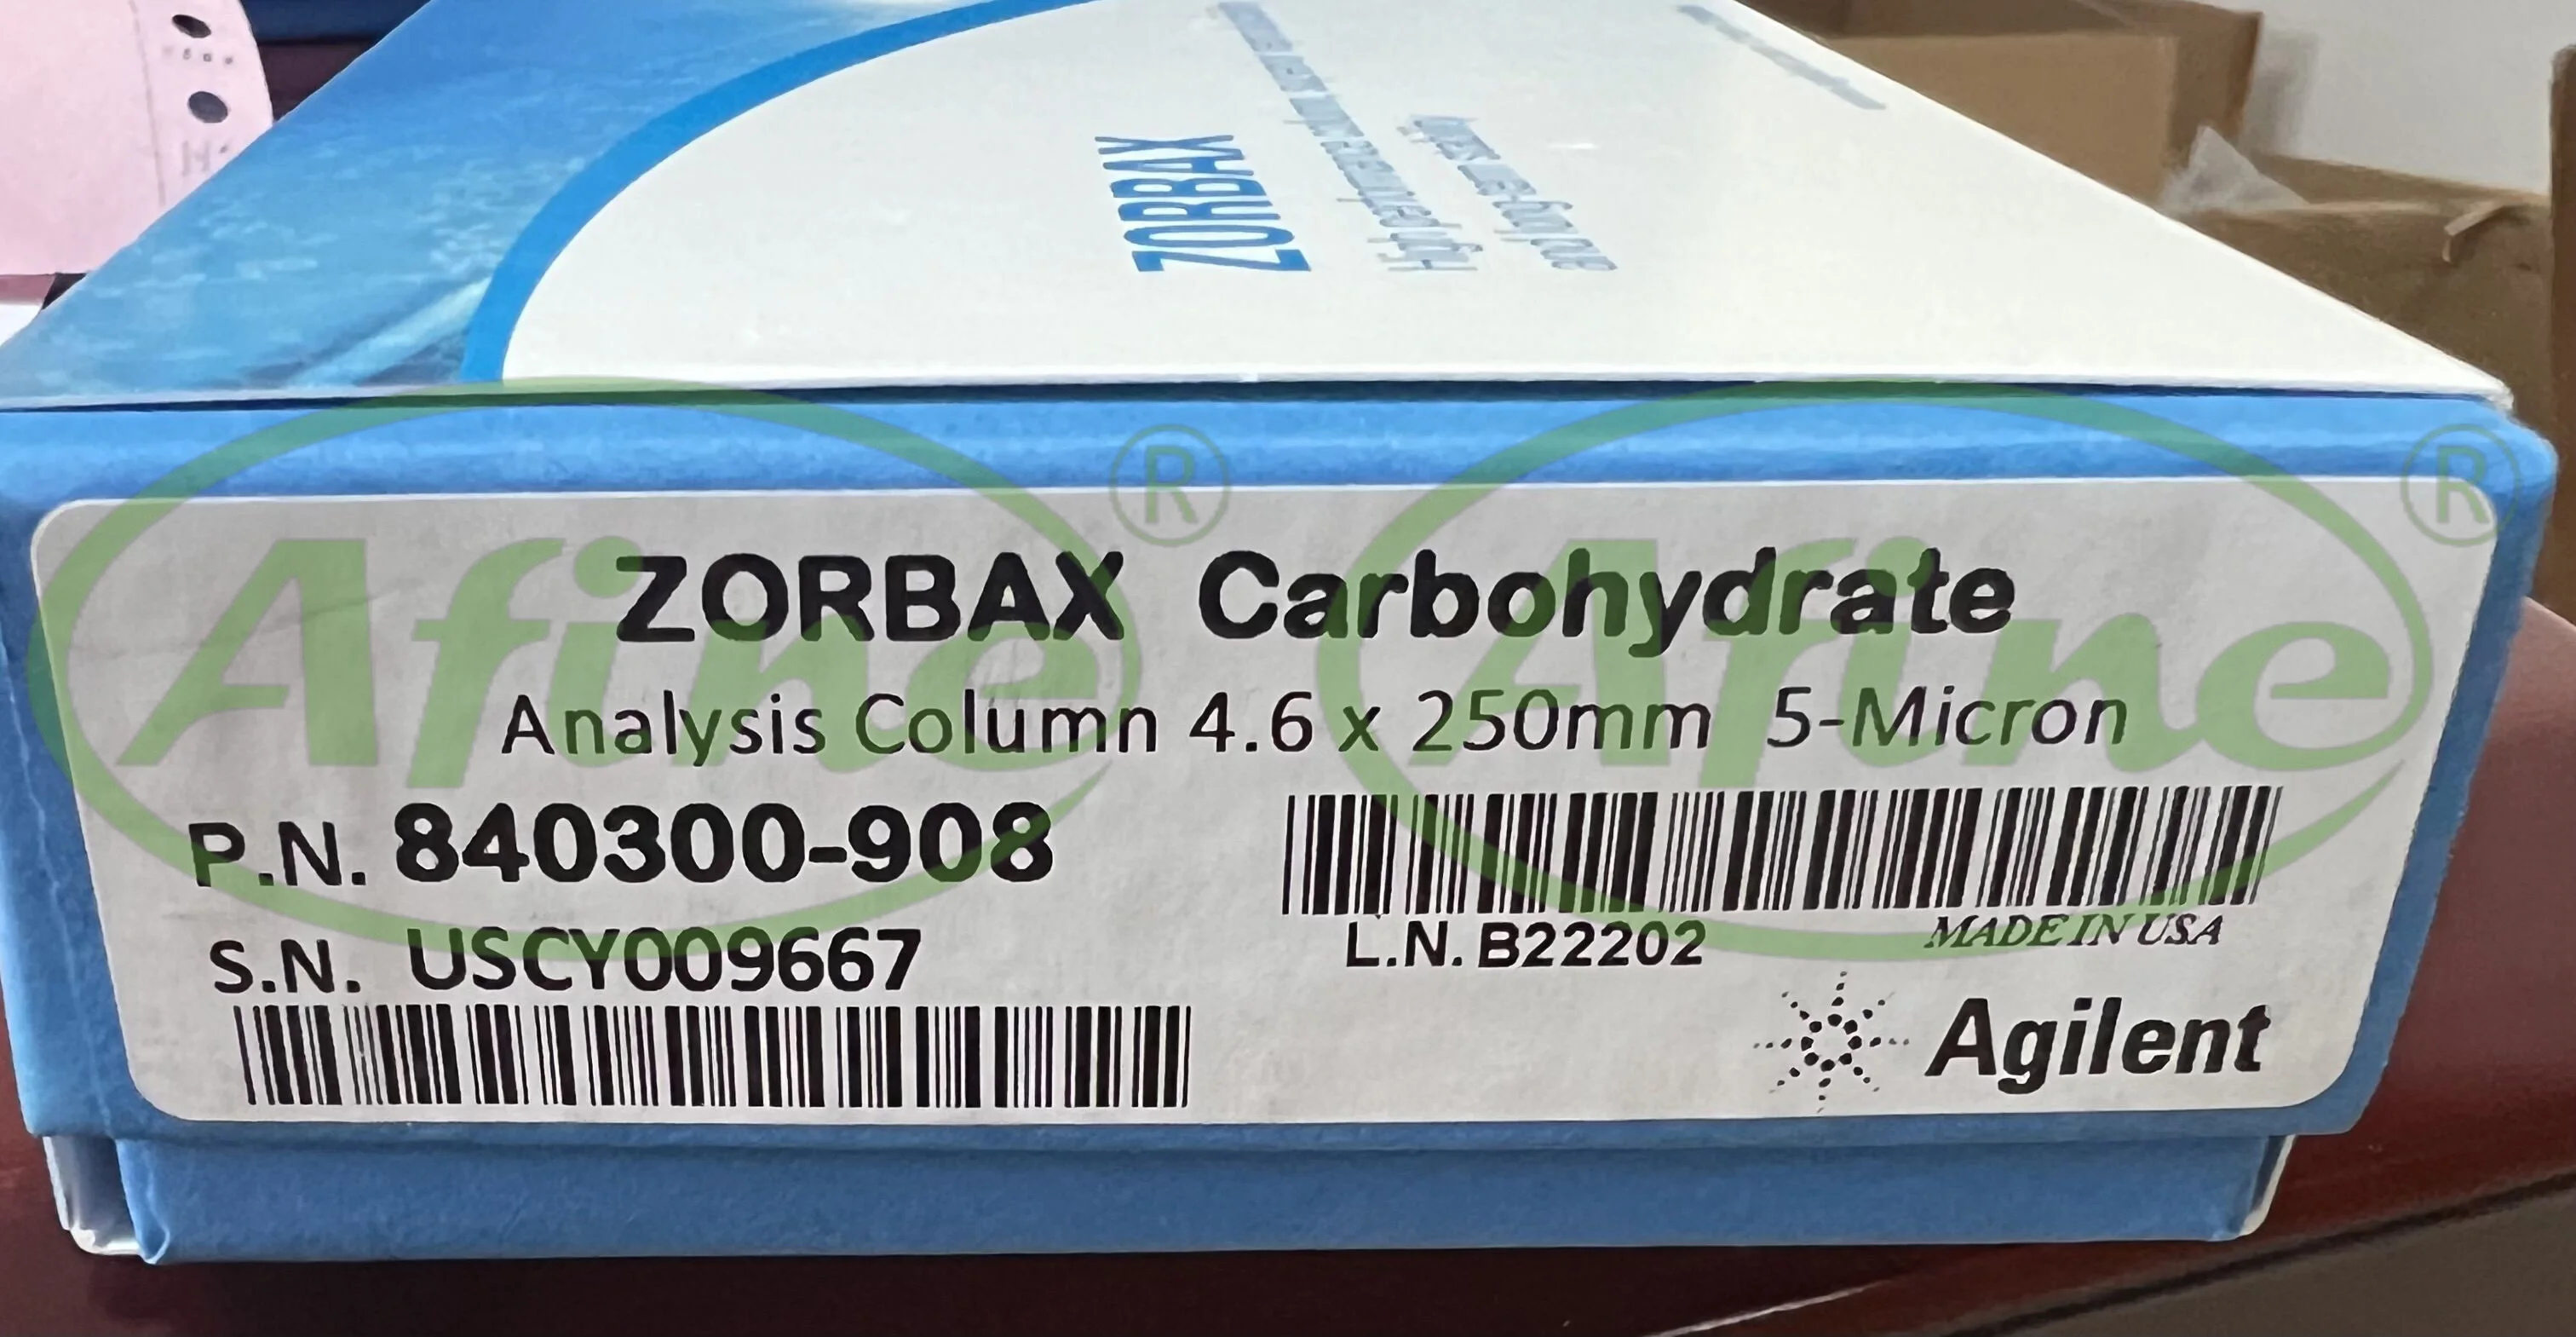 ZORBAX
ZORBAX Carbohydrate
Analysis Column 4.6 x 250mm 5-Micron
P.N. 840300-908
S.N. USCY009667
L.N. B22202
MADE IN USA
Agilent
Afine ®
Afine ®